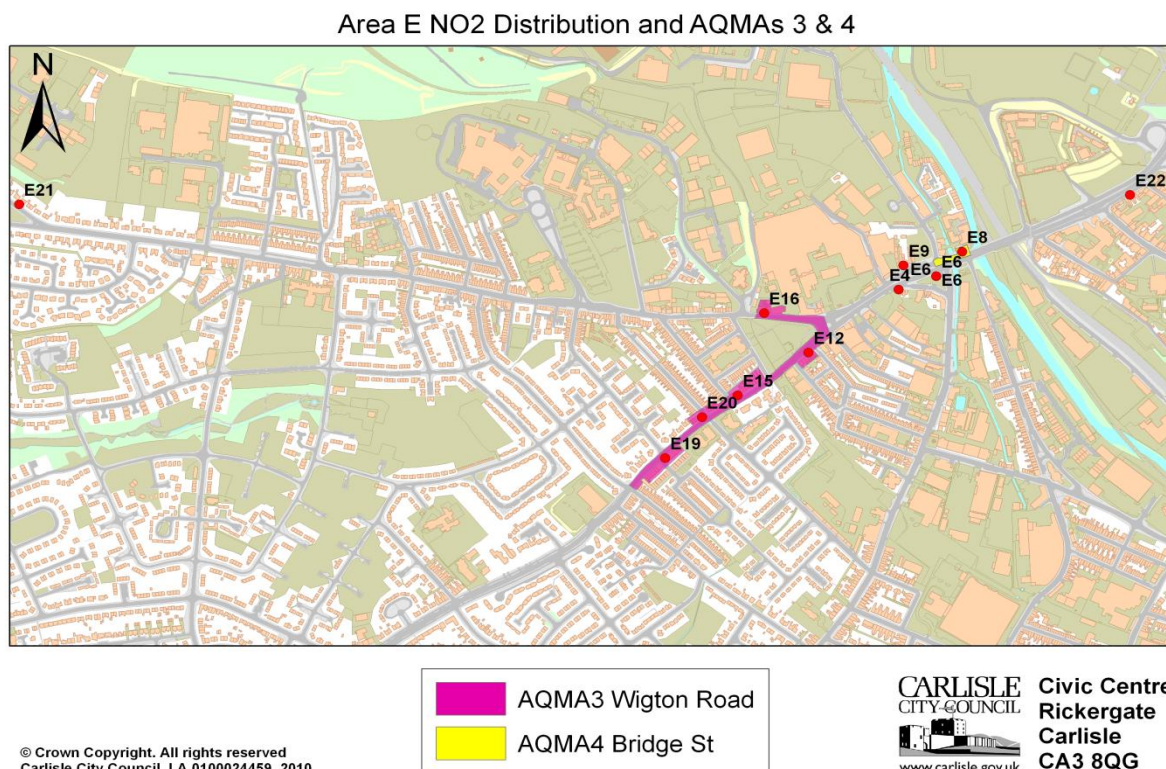 Area E NO2 Distribution and AQMAs 3 & 4
N
E21
E22
E8
E9
E6
E6
E4
E6
E16
E12
E15
E20
E19
AQMA3 Wigton Road
AQMA4 Bridge St
© Crown Copyright. All rights reserved
Carlisle City Council, LA 0100024459, 2010
CARLISLE
CITY-COUNCIL
www.carlisle.gov.uk
Civic Centre
Rickergate
Carlisle
CA3 8QG